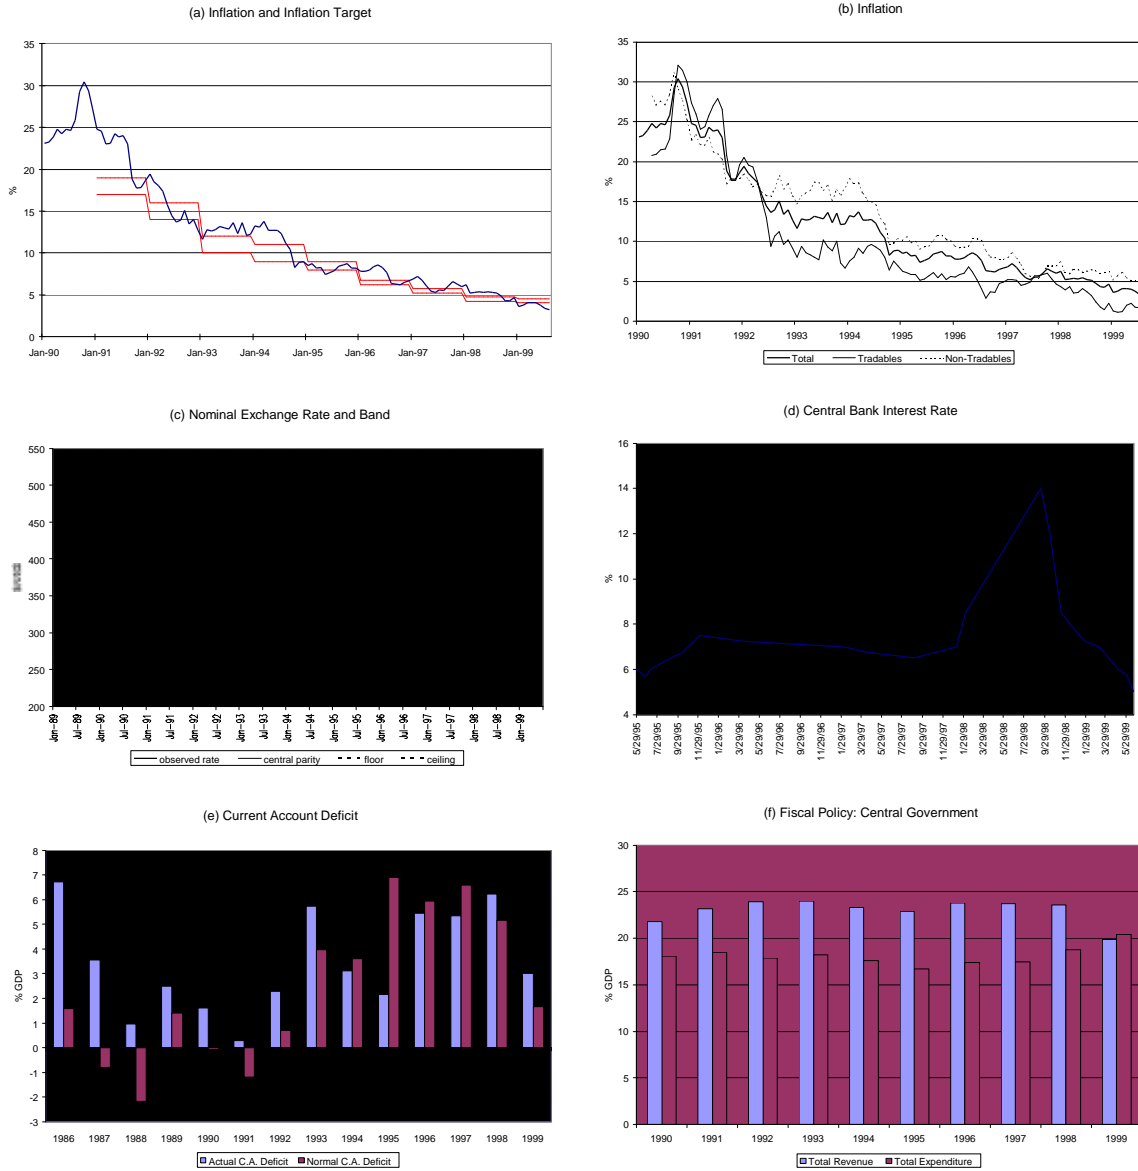 (a) Inflation and Inflation Target
35
30
25
20
15
10
5
0
%
Jan-90 Jan-91 Jan-92 Jan-93 Jan-94 Jan-95 Jan-96 Jan-97 Jan-98 Jan-99
(b) Inflation
35
30
25
20
15
10
5
0
%
1990 1991 1992 1993 1994 1995 1996 1997 1998 1999
Total Tradables Non-Tradables
(c) Nominal Exchange Rate and Band
550
500
450
400
350
300
250
200
Jan-89 Jul-89 Jan-90 Jul-90 Jan-91 Jul-91 Jan-92 Jul-92 Jan-93 Jul-93 Jan-94 Jul-94 Jan-95 Jul-95 Jan-96 Jul-96 Jan-97 Jul-97 Jan-98 Jul-98 Jan-99
observed rate central parity floor ceiling
(d) Central Bank Interest Rate
16
14
12
10
8
6
4
%
5/29/95 7/29/95 9/29/95 11/29/95 1/29/96 3/29/96 5/29/96 7/29/96 9/29/96 11/29/96 1/29/97 3/29/97 5/29/97 7/29/97 9/29/97 11/29/97 1/29/98 3/29/98 5/29/98 7/29/98 9/29/98 11/29/98 1/29/99 3/29/99 5/29/99
(e) Current Account Deficit
8
7
6
5
4
3
2
1
0
-1
-2
-3
% GDP
1986 1987 1988 1989 1990 1991 1992 1993 1994 1995 1996 1997 1998 1999
Actual C.A. Deficit Normal C.A. Deficit
(f) Fiscal Policy: Central Government
30
25
20
15
10
5
0
% GDP
1990 1991 1992 1993 1994 1995 1996 1997 1998 1999
Total Revenue Total Expenditure